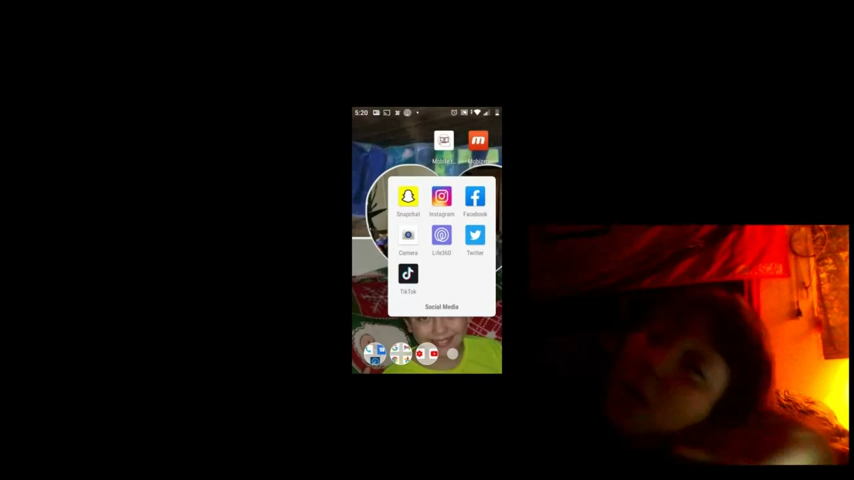 5:20
Snapchat Instagram Facebook
Camera Life360 Twitter
TikTok
Social Media